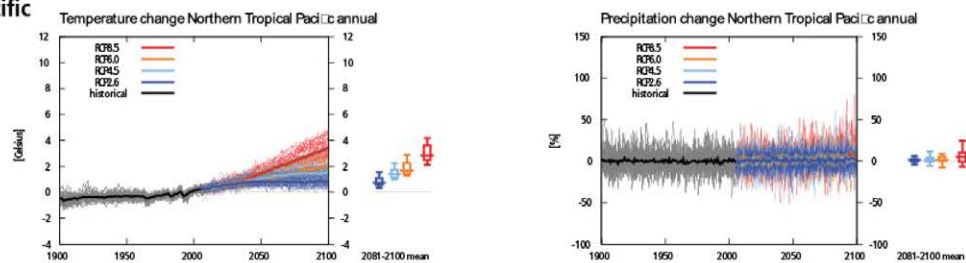 ific
Temperature change Northern Tropical Paci□c annual
12
10
8
6
4
2
0
-2
-4
[Celsius]
RCP8.5
RCP6.0
RCP4.5
RCP2.6
historical
12
10
8
6
4
2
0
-2
-4
1900
1950
2000
2050
2100
2081-2100 mean
Precipitation change Northern Tropical Paci□c annual
150
100
50
0
-50
-100
[%]
RCP8.5
RCP6.0
RCP4.5
RCP2.6
historical
150
100
50
0
-50
-100
1900
1950
2000
2050
2100
2081-2100 mean